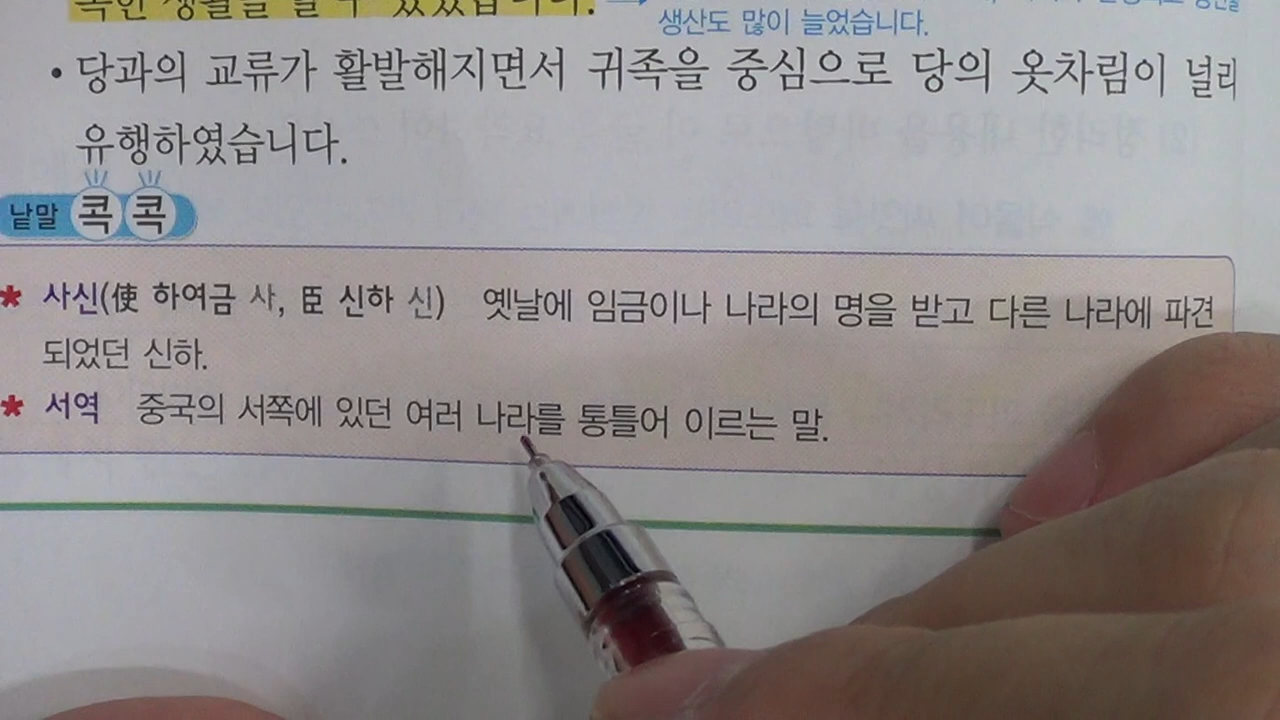 생산도 많이 늘었습니다.
• 당과의 교류가 활발해지면서 귀족을 중심으로 당의 옷차림이 널리
유행하였습니다.
낱말 콕콕
* 사신(使 하여금 사, 臣 신하 신) 옛날에 임금이나 나라의 명을 받고 다른 나라에 파견
되었던 신하.
* 서역 중국의 서쪽에 있던 여러 나라를 통틀어 이르는 말.